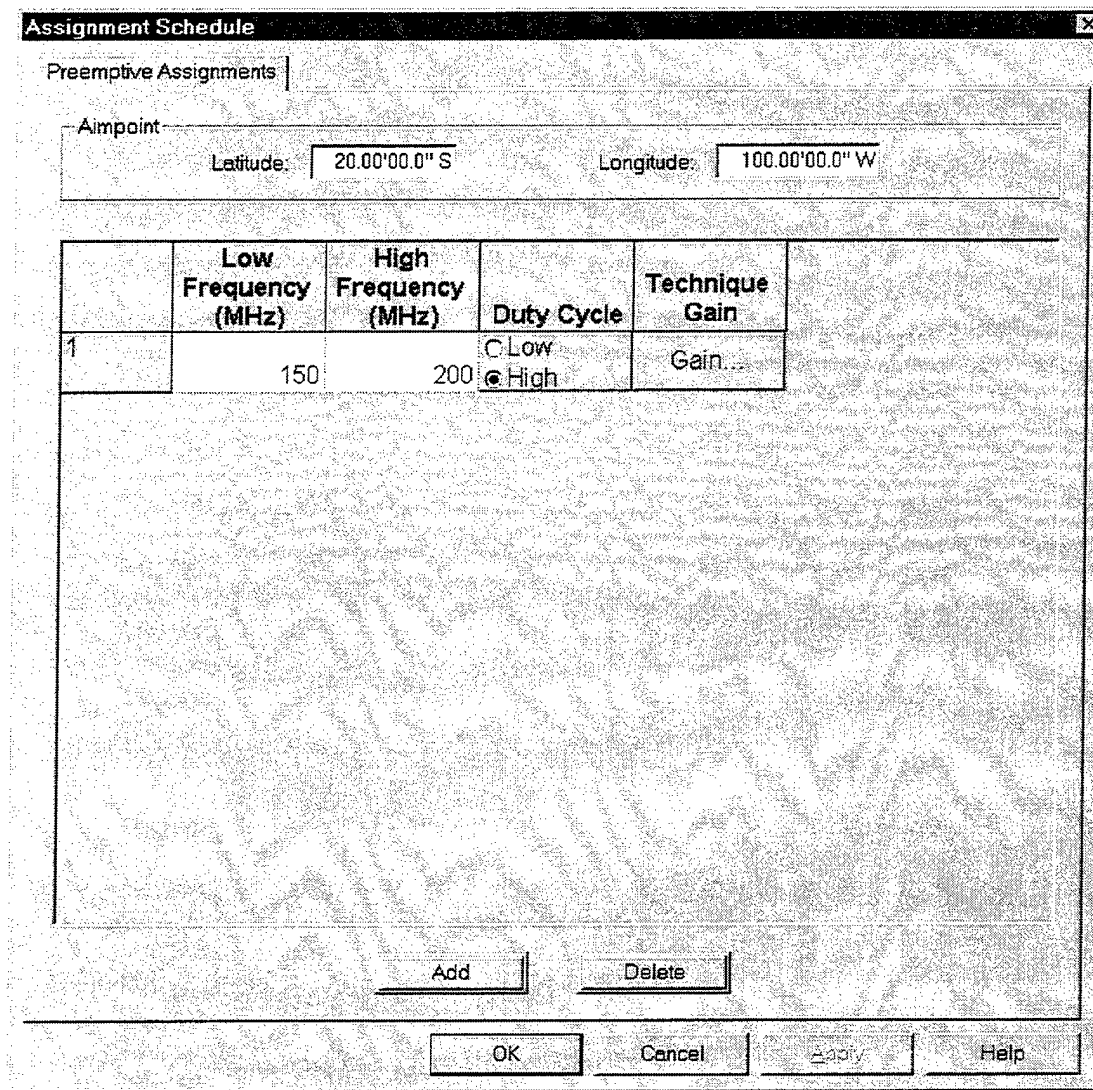 Assignment Schedule
Preemptive Assignments
Aimpoint
Latitude: 20.00'00.0" S Longitude: 100.00'00.0" W
Low Frequency (MHz) High Frequency (MHz) Duty Cycle Technique Gain
1 150 200 Low High Gain...
Add Delete
OK Cancel Apply Help